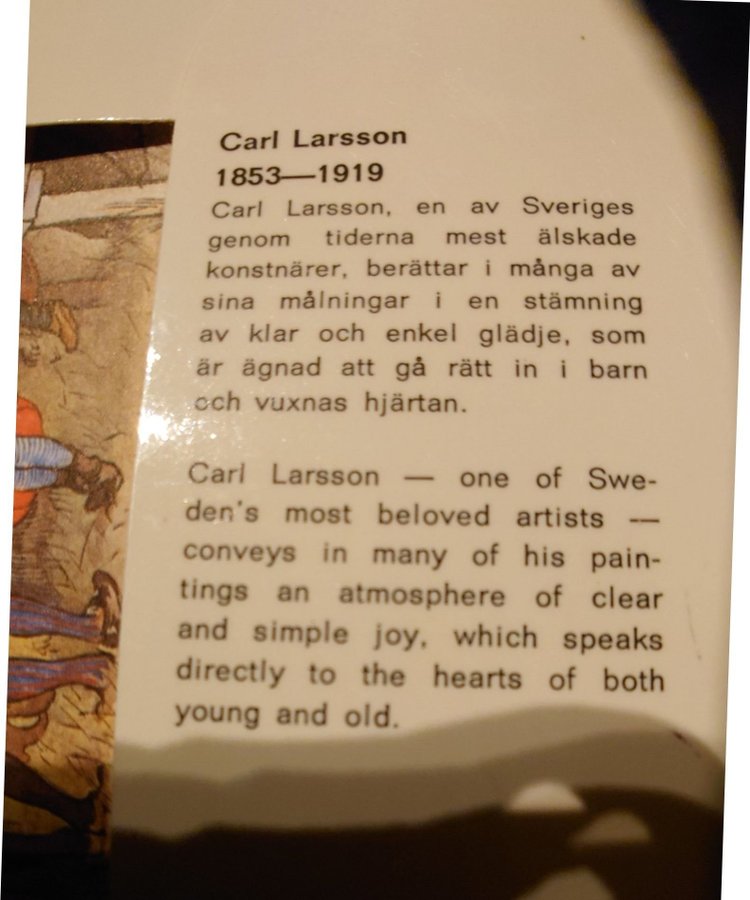 Carl Larsson
1853—1919
Carl Larsson, en av Sveriges
genom tiderna mest älskade
konstnärer, berättar i många av
sina målningar i en stämning
av klar och enkel glädje, som
är ägnad att gå rätt in i barn
och vuxnas hjärtan.
Carl Larsson — one of Swe-
den's most beloved artists —
conveys in many of his pain-
tings an atmosphere of clear
and simple joy, which speaks
directly to the hearts of both
young and old.